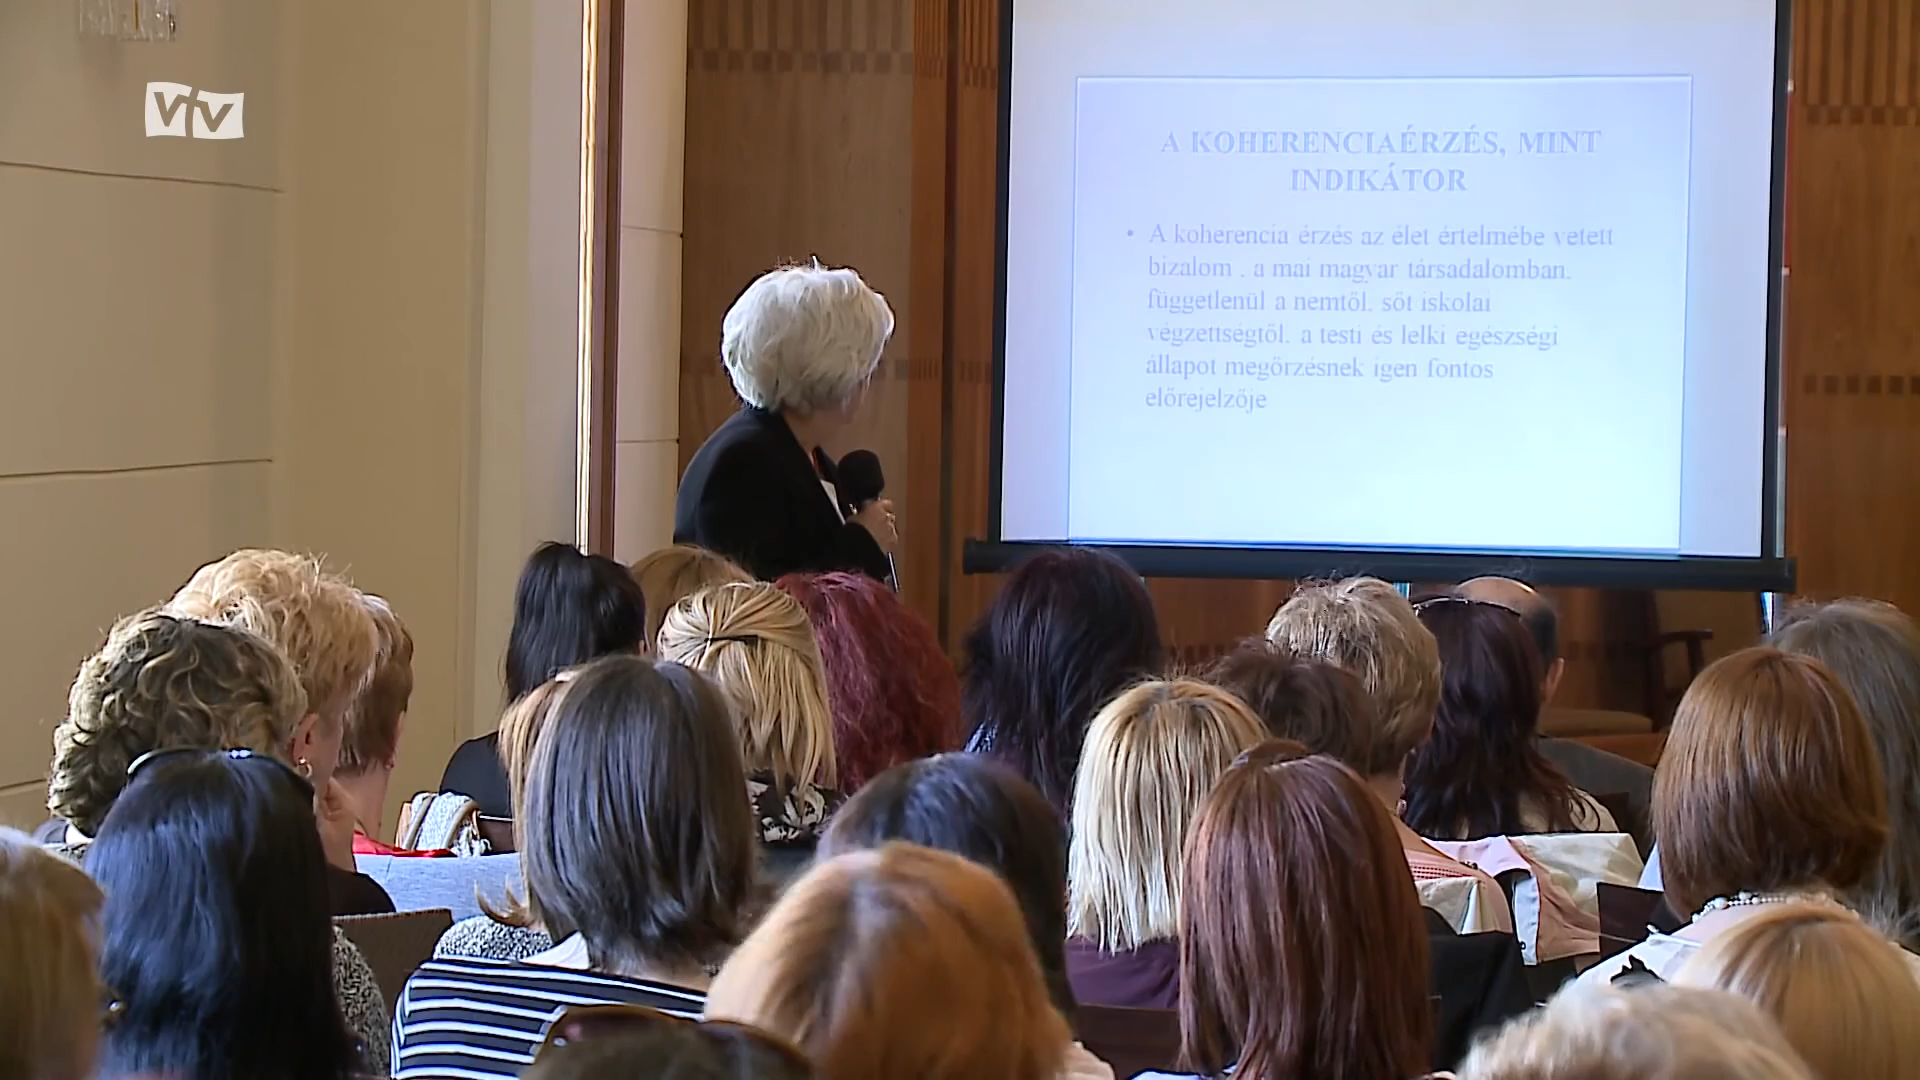 VTV
A KOHERENCIAÉRZÉS, MINT
INDIKÁTOR
• A koherencia érzés az élet értelmébe vetett
bizalom , a mai magyar társadalomban,
függetlenül a nemtől, sőt iskolai
végzettségtől, a testi és lelki egészségi
állapot megőrzésnek igen fontos
előrejelzője